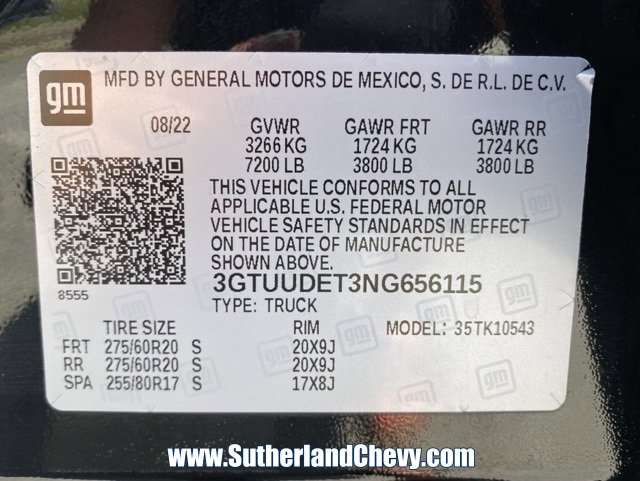 gm
MFD BY GENERAL MOTORS DE MEXICO, S. DE R.L. DE C.V.
08/22 GVWR GAWR FRT GAWR RR
3266 KG 1724 KG 1724 KG
7200 LB 3800 LB 3800 LB
THIS VEHICLE CONFORMS TO ALL
APPLICABLE U.S. FEDERAL MOTOR
VEHICLE SAFETY STANDARDS IN EFFECT
ON THE DATE OF MANUFACTURE
SHOWN ABOVE.
8555
3GTUUDET3NG656115
TYPE: TRUCK
TIRE SIZE RIM MODEL: 35TK10543
FRT 275/60R20 S 20X9J
RR 275/60R20 S 20X9J
SPA 255/80R17 S 17X8J
www.SutherlandChevy.com